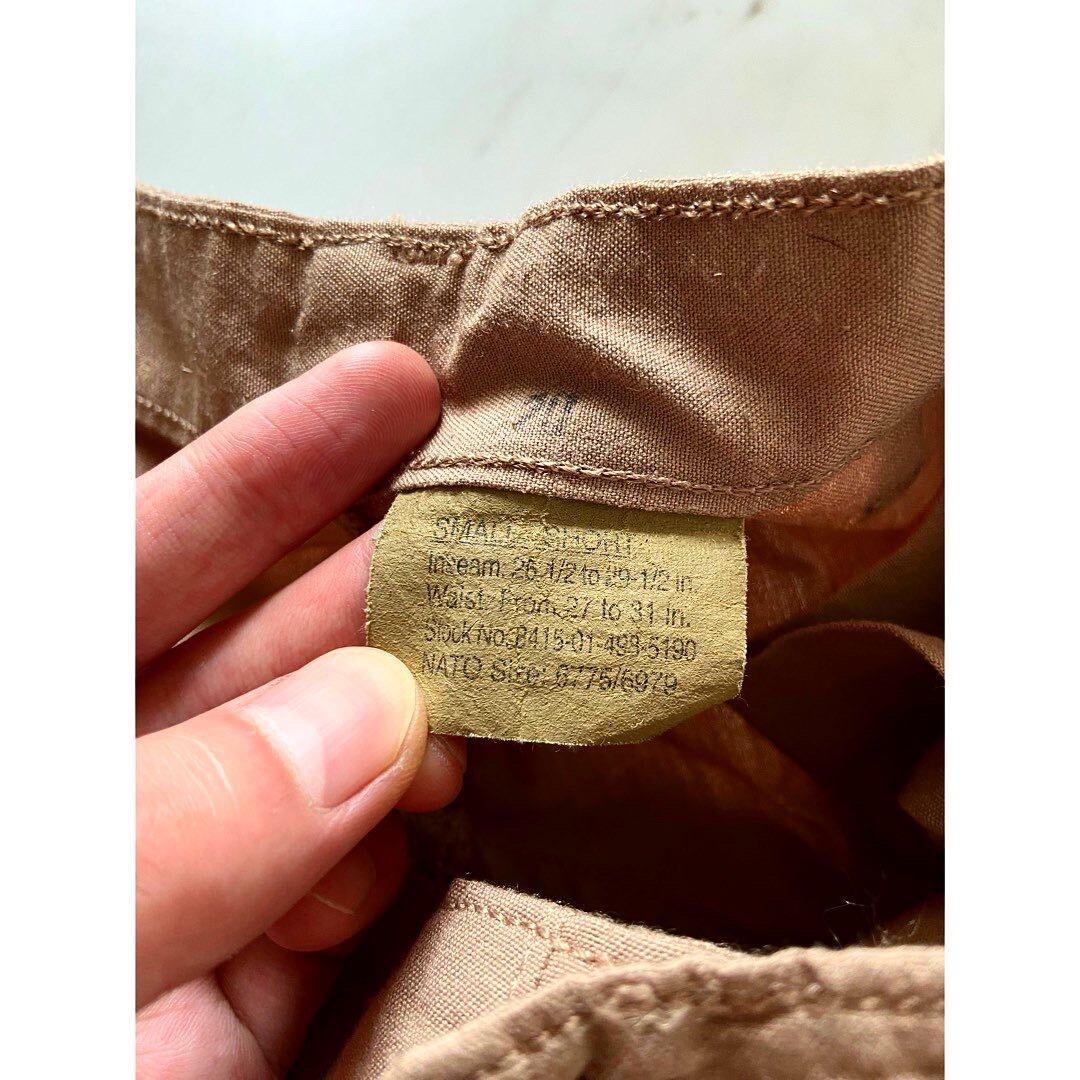 SMALL SHORT
Inseam: 26-1/2 to 29-1/2 in.
Waist: From 27 to 31 in.
Stock No. 8415-01-493-5190
NATO Size: 6775/6979